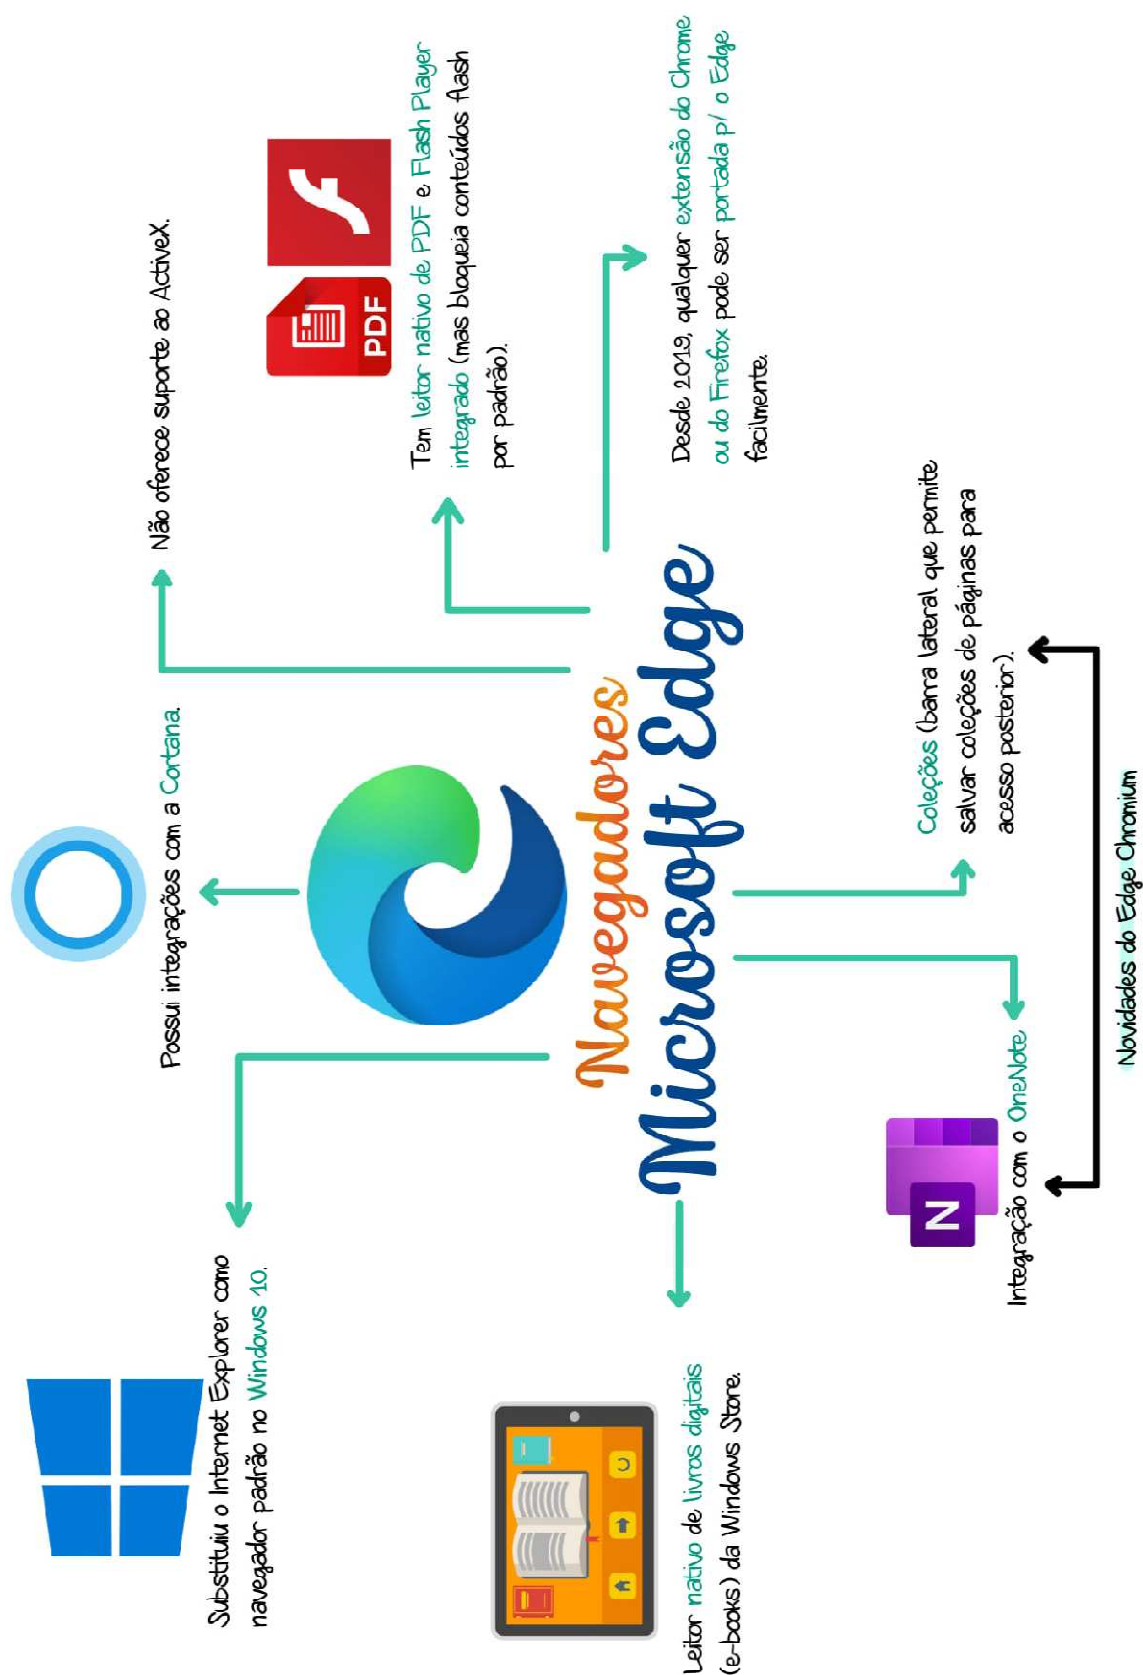 Navegadores
Microsoft Edge
Substituiu o Internet Explorer como
navegador padrão no Windows 10.
Possui integrações com a Cortana.
Não oferece suporte ao ActiveX.
PDF
Tem leitor nativo de PDF e Flash Player
integrado (mas bloqueia conteúdos flash
por padrão).
Desde 2019, qualquer extensão do Chrome
ou do Firefox pode ser portada p/ o Edge
facilmente.
Leitor nativo de livros digitais
(e-books) da Windows Store.
N
Integração com o OneNote
Coleções (barra lateral que permite
salvar coleções de páginas para
acesso posterior).
Novidades do Edge Chromium